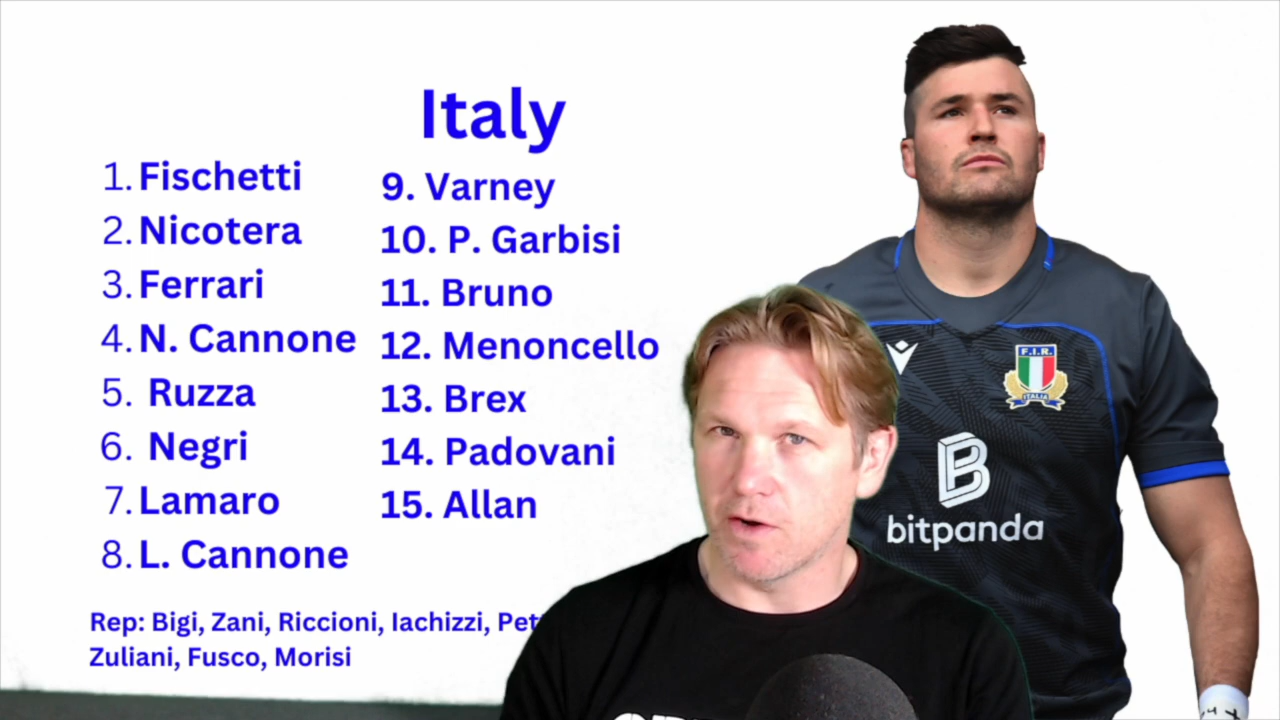 Italy
1. Fischetti
2. Nicotera
3. Ferrari
4. N. Cannone
5. Ruzza
6. Negri
7. Lamaro
8. L. Cannone
9. Varney
10. P. Garbisi
11. Bruno
12. Menoncello
13. Brex
14. Padovani
15. Allan
Rep: Bigi, Zani, Riccioni, Iachizzi,
Zuliani, Fusco, Morisi
F.I.R.
ITALIA
B
bitpanda